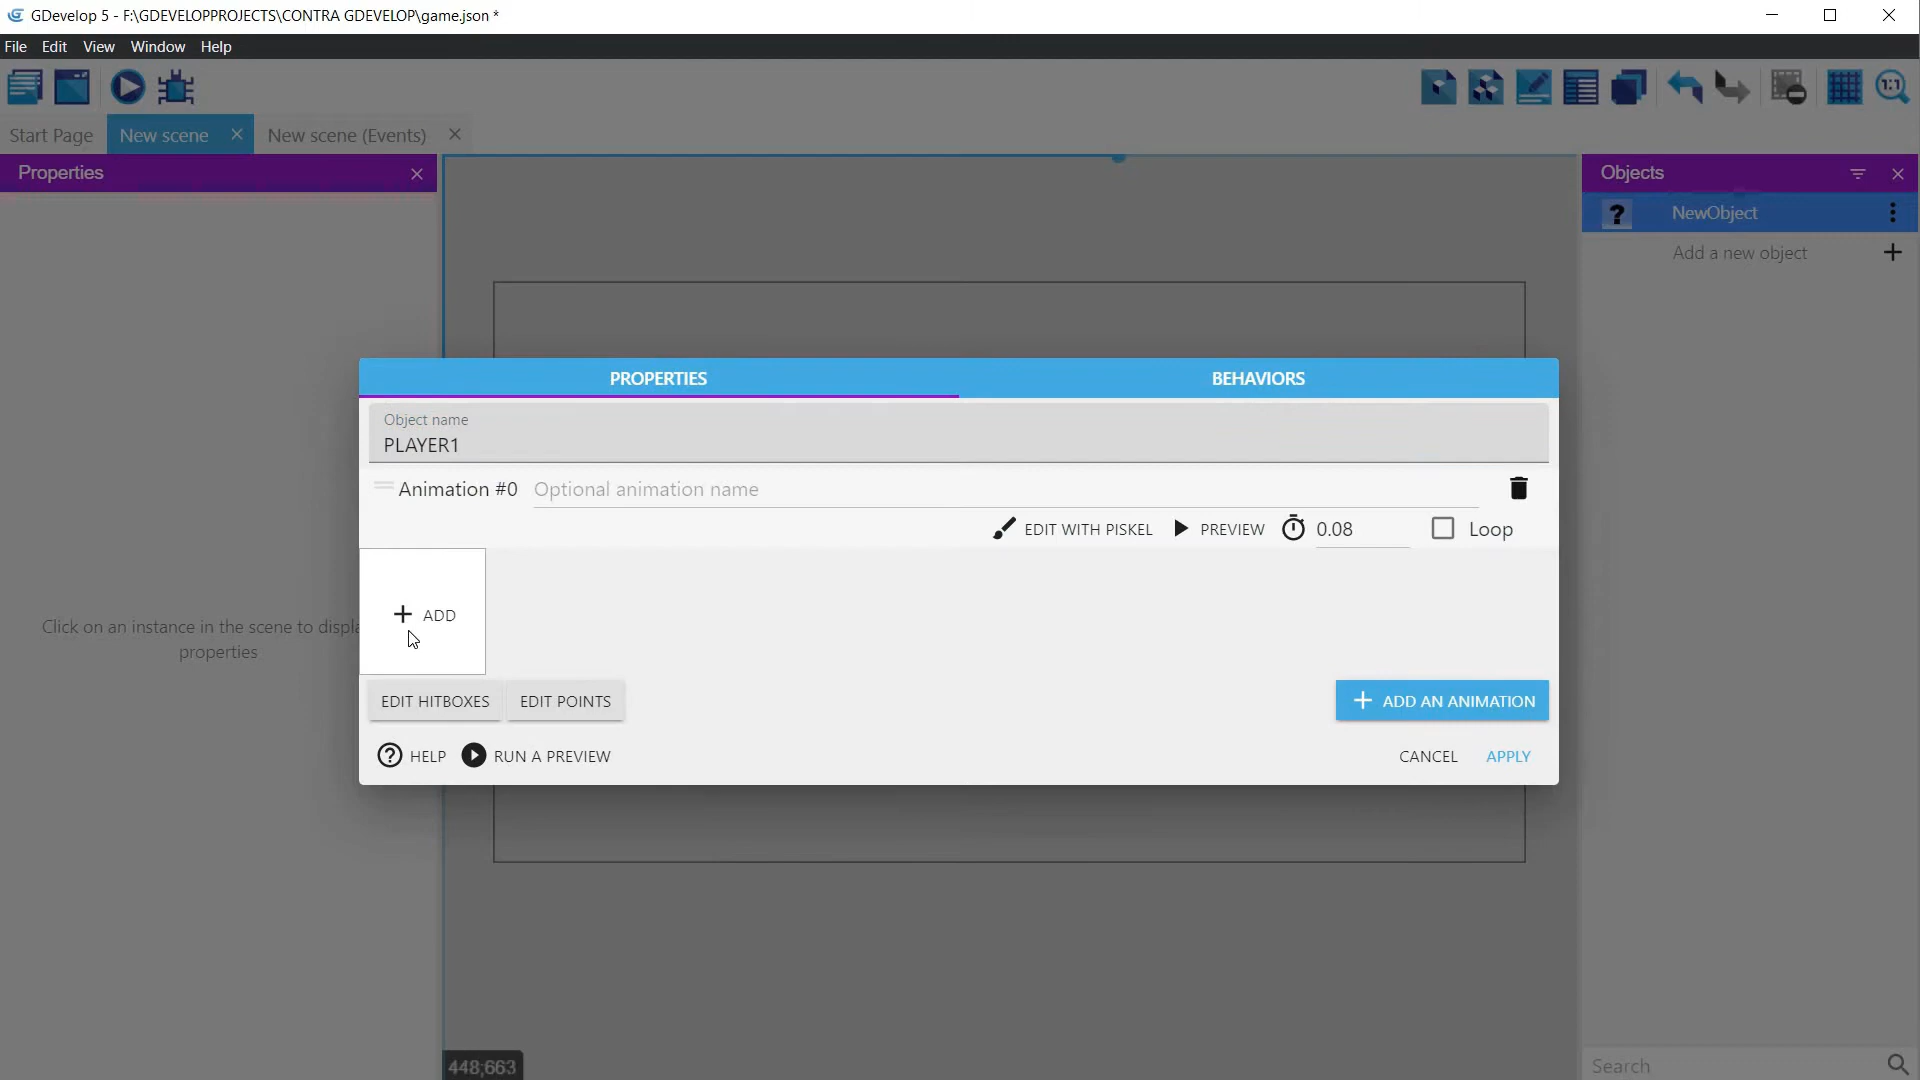 GDevelop 5 - F:\GDEVELOPPROJECTS\CONTRA GDEVELOP\game.json *
File Edit View Window Help
1:1
Start Page New scene New scene (Events)
Properties
Objects
? NewObject
Add a new object
PROPERTIES BEHAVIORS
Object name
PLAYER1
Animation #0 Optional animation name
EDIT WITH PISKEL PREVIEW 0.08 Loop
ADD
Click on an instance in the scene to
properties
EDIT HITBOXES EDIT POINTS ADD AN ANIMATION
? HELP RUN A PREVIEW CANCEL APPLY
448;663
Search